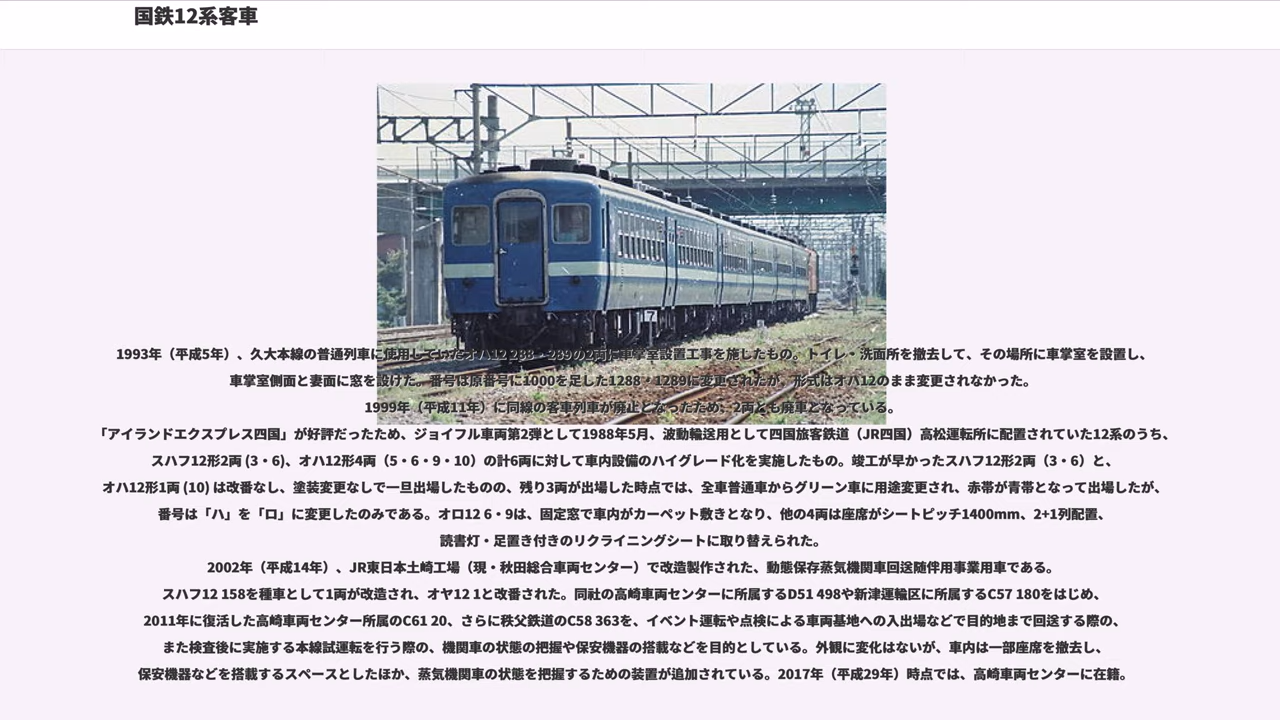 国鉄12系客車
1993年（平成5年）、久大本線の普通列車に使用していたオハ12 288・289の2両に車掌室設置工事を施したもの。トイレ・洗面所を撤去して、その場所に車掌室を設置し、
車掌室側面と妻面に窓を設けた。番号は原番号に1000を足した1288・1289に変更されたが、形式はオハ12のまま変更されなかった。
1999年（平成11年）に同線の客車列車が廃止となったため、2両とも廃車となっている。
「アイランドエクスプレス四国」が好評だったため、ジョイフル車両第2弾として1988年5月、波動輸送用として四国旅客鉄道（JR四国）高松運転所に配置されていた12系のうち、
スハフ12形2両 (3・6)、オハ12形4両（5・6・9・10）の計6両に対して車内設備のハイグレード化を実施したもの。竣工が早かったスハフ12形2両（3・6）と、
オハ12形1両 (10) は改番なし、塗装変更なしで一旦出場したものの、残り3両が出場した時点では、全車普通車からグリーン車に用途変更され、赤帯が青帯となって出場したが、
番号は「ハ」を「ロ」に変更したのみである。オロ12 6・9は、固定窓で車内がカーペット敷きとなり、他の4両は座席がシートピッチ1400mm、2+1列配置、
読書灯・足置き付きのリクライニングシートに取り替えられた。
2002年（平成14年）、JR東日本土崎工場（現・秋田総合車両センター）で改造製作された、動態保存蒸気機関車回送随伴用事業用車である。
スハフ12 158を種車として1両が改造され、オヤ12 1と改番された。同社の高崎車両センターに所属するD51 498や新津運輸区に所属するC57 180をはじめ、
2011年に復活した高崎車両センター所属のC61 20、さらに秩父鉄道のC58 363を、イベント運転や点検による車両基地への入出場などで目的地まで回送する際の、
また検査後に実施する本線試運転を行う際の、機関車の状態の把握や保安機器の搭載などを目的としている。外観に変化はないが、車内は一部座席を撤去し、
保安機器などを搭載するスペースとしたほか、蒸気機関車の状態を把握するための装置が追加されている。2017年（平成29年）時点では、高崎車両センターに在籍。